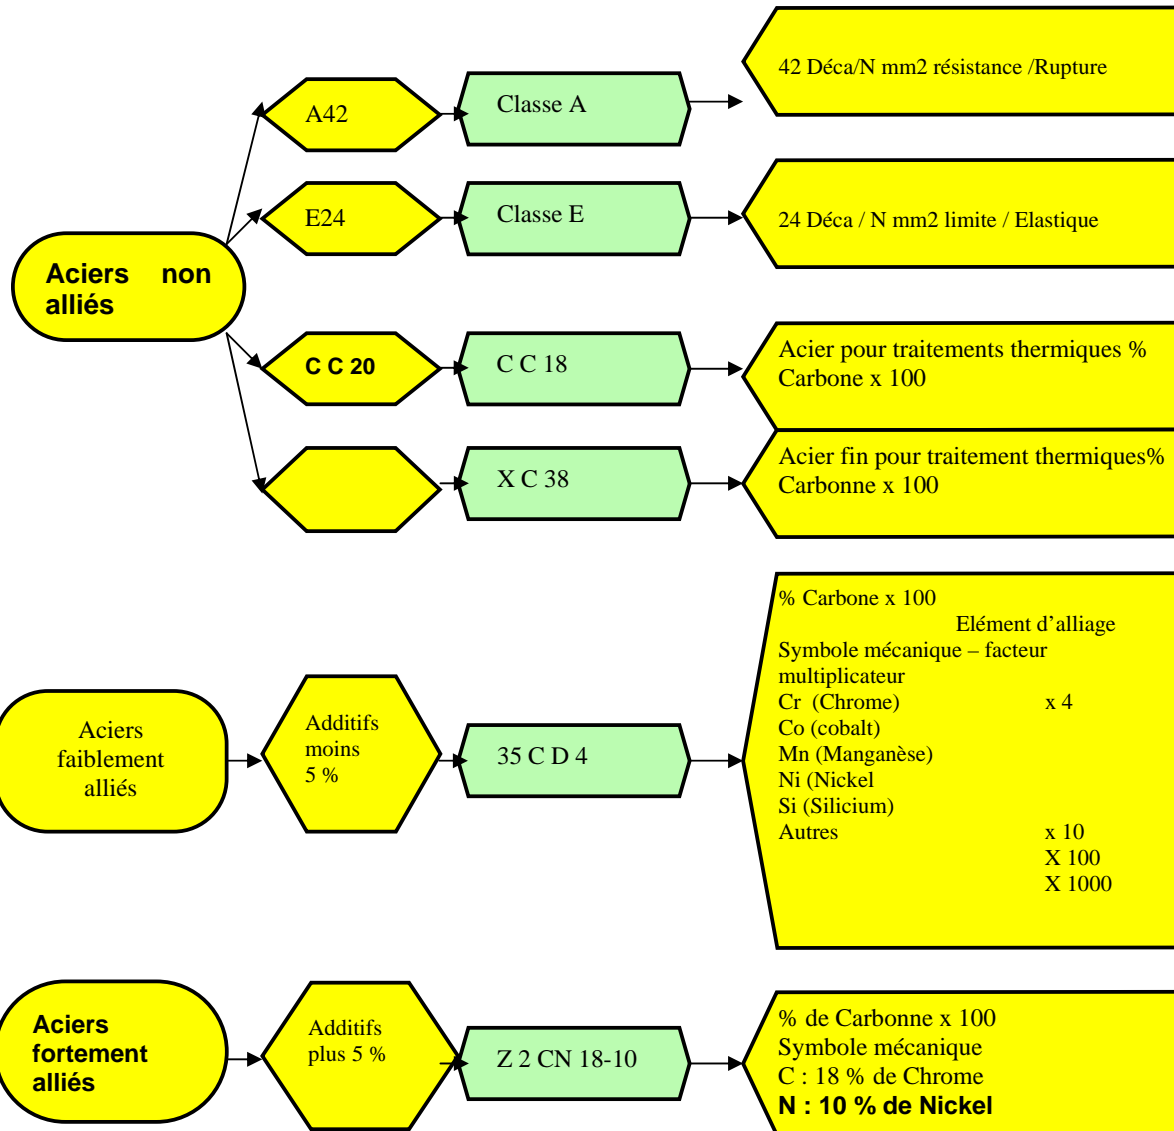 42 Déca/N mm2 résistance /Rupture
A42
Classe A
E24
Classe E
24 Déca / N mm2 limite / Elastique
Aciers non
alliés
C C 20
C C 18
Acier pour traitements thermiques %
Carbone x 100
X C 38
Acier fin pour traitement thermiques%
Carbonne x 100
Aciers
faiblement
alliés
Additifs
moins
5 %
35 C D 4
% Carbone x 100
Elément d’alliage
Symbole mécanique – facteur
multiplicateur
Cr (Chrome) x 4
Co (cobalt)
Mn (Manganèse)
Ni (Nickel
Si (Silicium)
Autres x 10
X 100
X 1000
Aciers
fortement
alliés
Additifs
plus 5 %
Z 2 CN 18-10
% de Carbonne x 100
Symbole mécanique
C : 18 % de Chrome
N : 10 % de Nickel